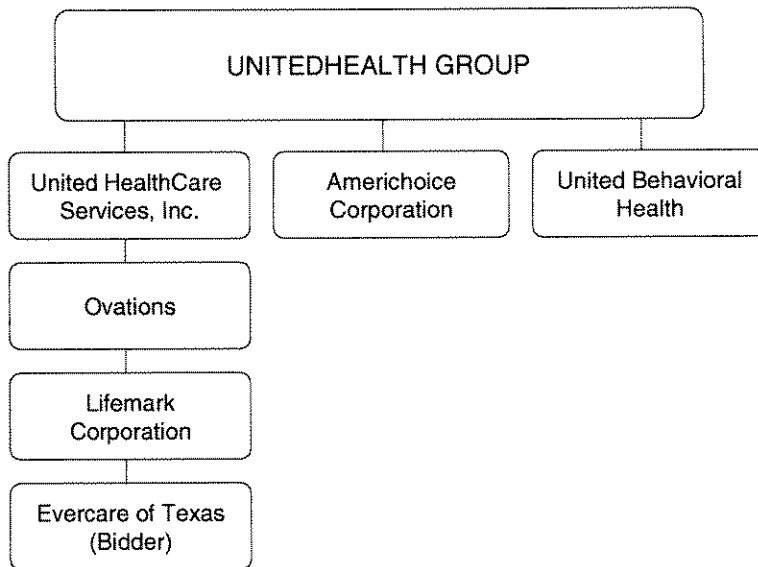 UNITEDHEALTH GROUP
United HealthCare
Services, Inc.
Americhoice
Corporation
United Behavioral
Health
Ovations
Lifemark
Corporation
Evercare of Texas
(Bidder)